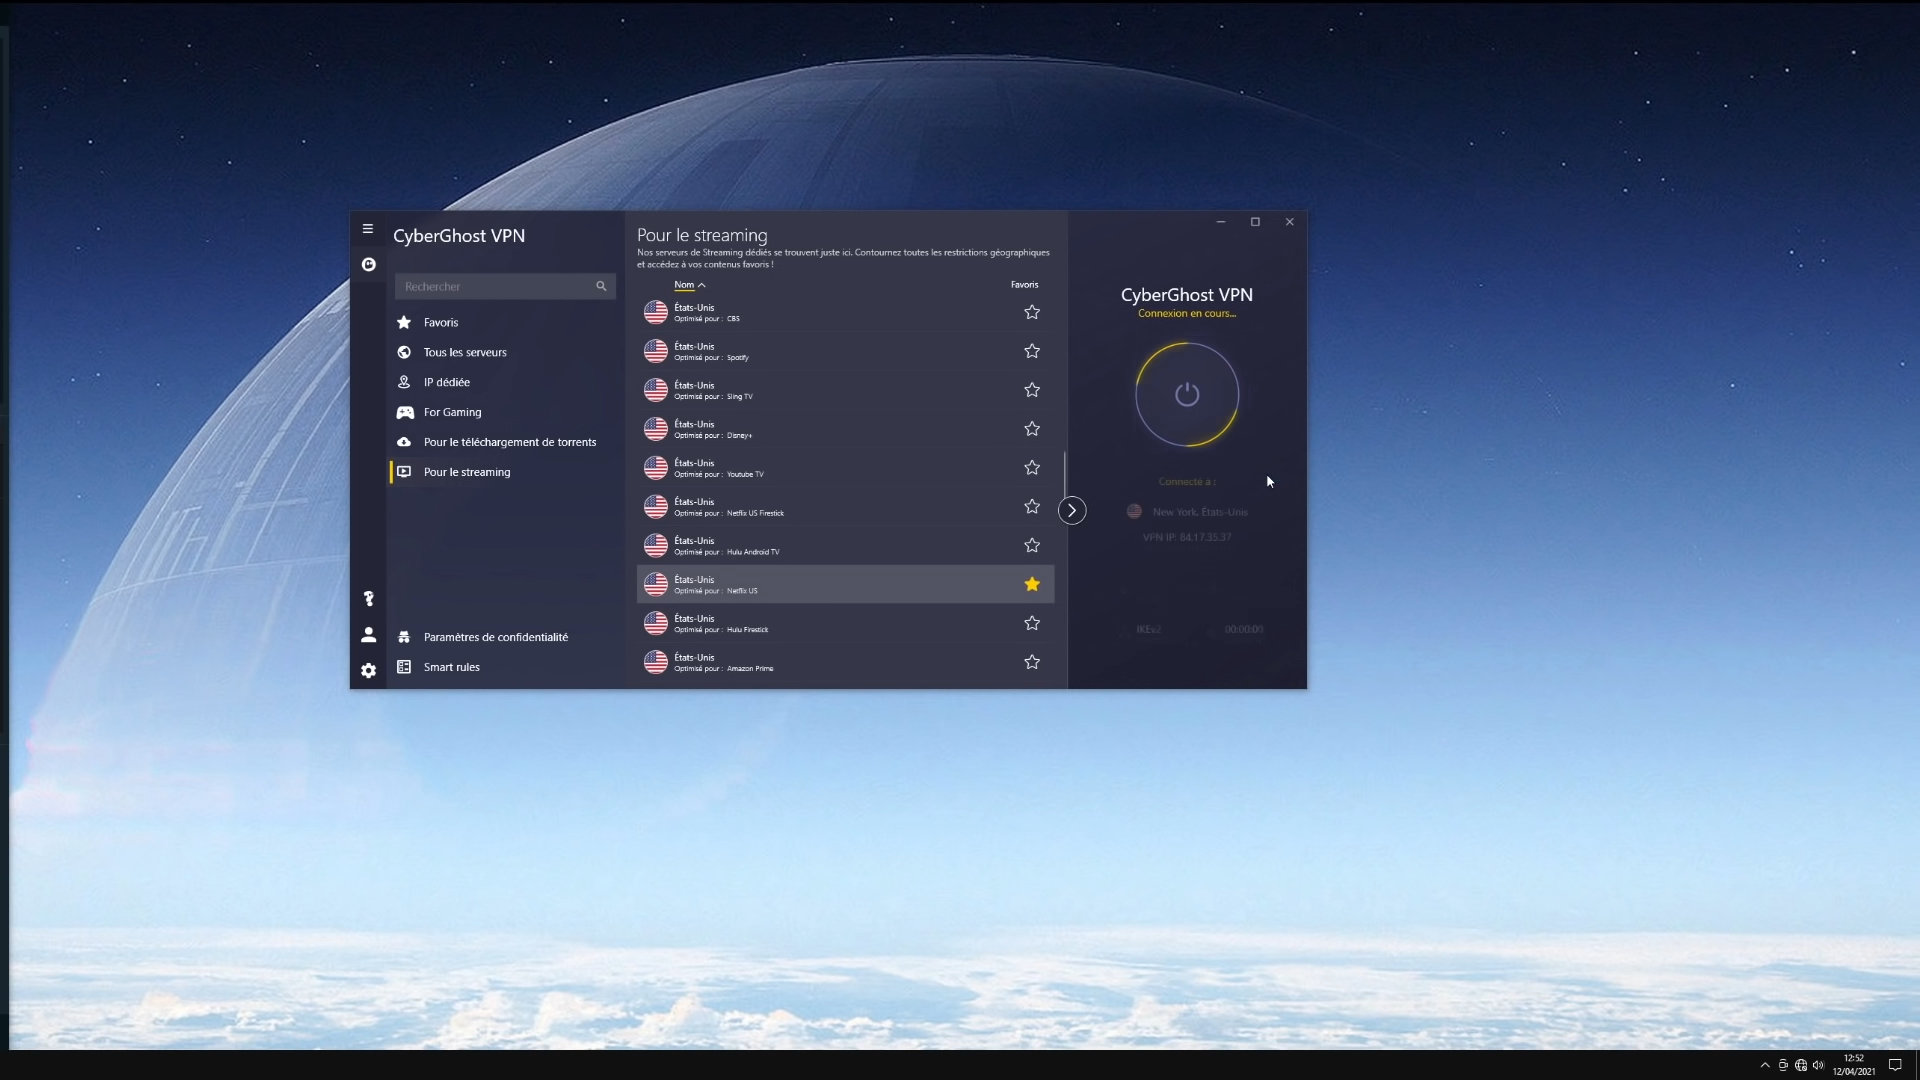 CyberGhost VPN
Rechercher
Favoris
Tous les serveurs
IP dédiée
For Gaming
Pour le téléchargement de torrents
Pour le streaming
Paramètres de confidentialité
Smart rules
Pour le streaming
Nos serveurs de Streaming dédiés se trouvent juste ici. Contournez toutes les restrictions géographiques
et accédez à vos contenus favoris !
Nom Favoris
États-Unis
Optimisé pour : CBS
États-Unis
Optimisé pour : Spotify
États-Unis
Optimisé pour : Sling TV
États-Unis
Optimisé pour : Disney+
États-Unis
Optimisé pour : Youtube TV
États-Unis
Optimisé pour : Netflix US Firestick
États-Unis
Optimisé pour : Hulu Android TV
États-Unis
Optimisé pour : Netflix US
États-Unis
Optimisé pour : Hulu Firestick
États-Unis
Optimisé pour : Amazon Prime
CyberGhost VPN
Connexion en cours...
Connecté à :
New York, États-Unis
VPN IP: 84.17.35.37
IKEv2 00:00:00
12:52
12/04/2021